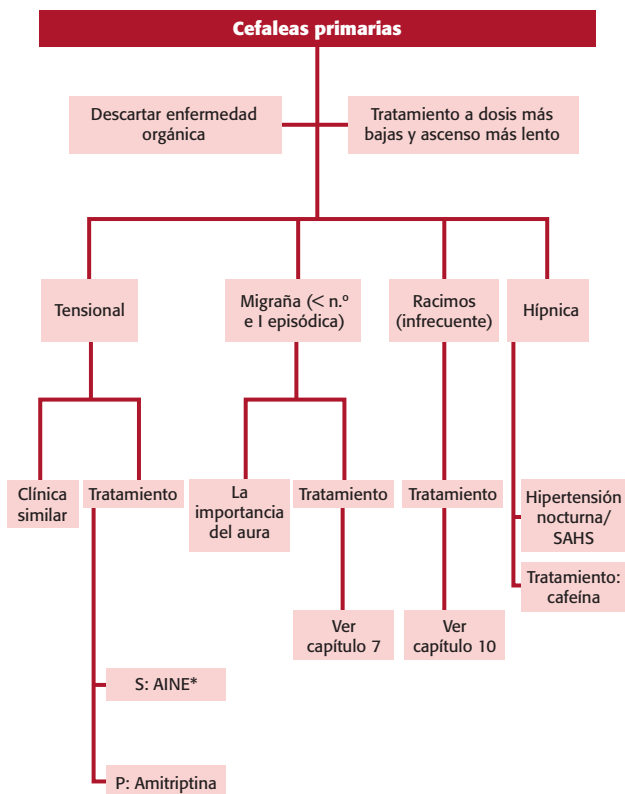 Cefaleas primarias
Descartar enfermedad
orgánica
Tratamiento a dosis más
bajas y ascenso más lento
Tensional
Migraña (< n.º
e I episódica)
Racimos
(infrecuente)
Hípnica
Clínica
similar
Tratamiento
La
importancia
del aura
Tratamiento
Tratamiento
Hipertensión
nocturna/
SAHS
Tratamiento:
cafeína
Ver
capítulo 7
Ver
capítulo 10
S: AINE*
P: Amitriptina